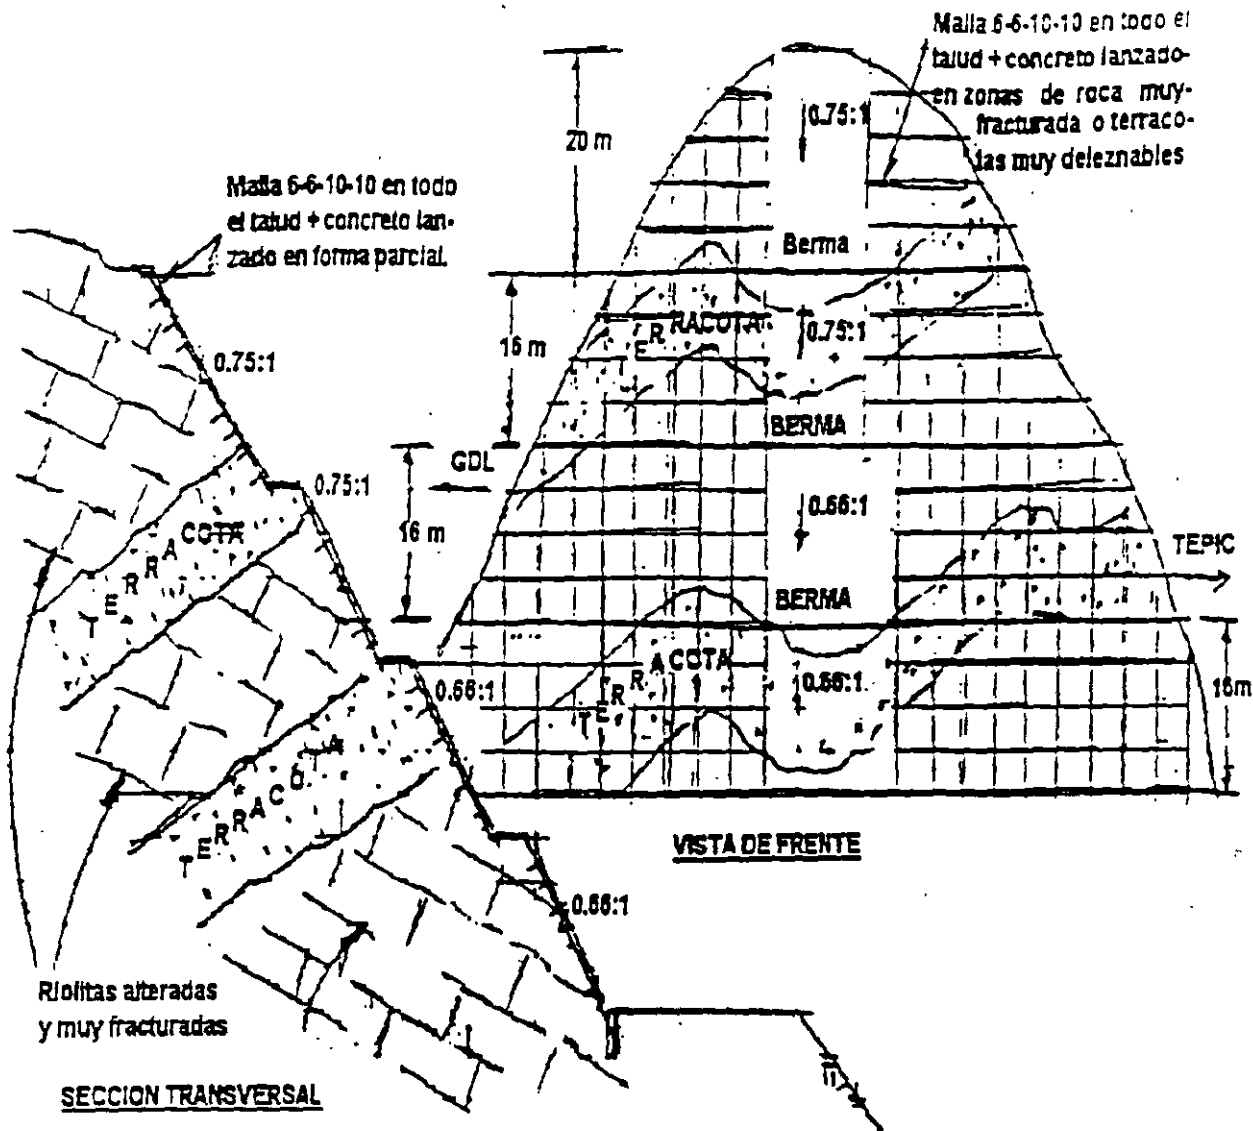 Malla 6-6-10-10 en todo el
talud + concreto lanzado-
en zonas de roca muy-
fracturada o terraco-
tas muy deleznables
20 m
0.75:1
Malla 6-6-10-10 en todo
el talud + concreto lan-
zado en forma parcial.
Berma
0.75:1
16 m
TERRACOTA
0.75:1
BERMA
GDL
0.75:1
16 m
0.66:1
TERRACOTA
TEPIC
BERMA
TERRACOTA
0.66:1
0.66:1
16m
TERRACOTA
VISTA DE FRENTE
0.66:1
Riolitas alteradas
y muy fracturadas
SECCION TRANSVERSAL